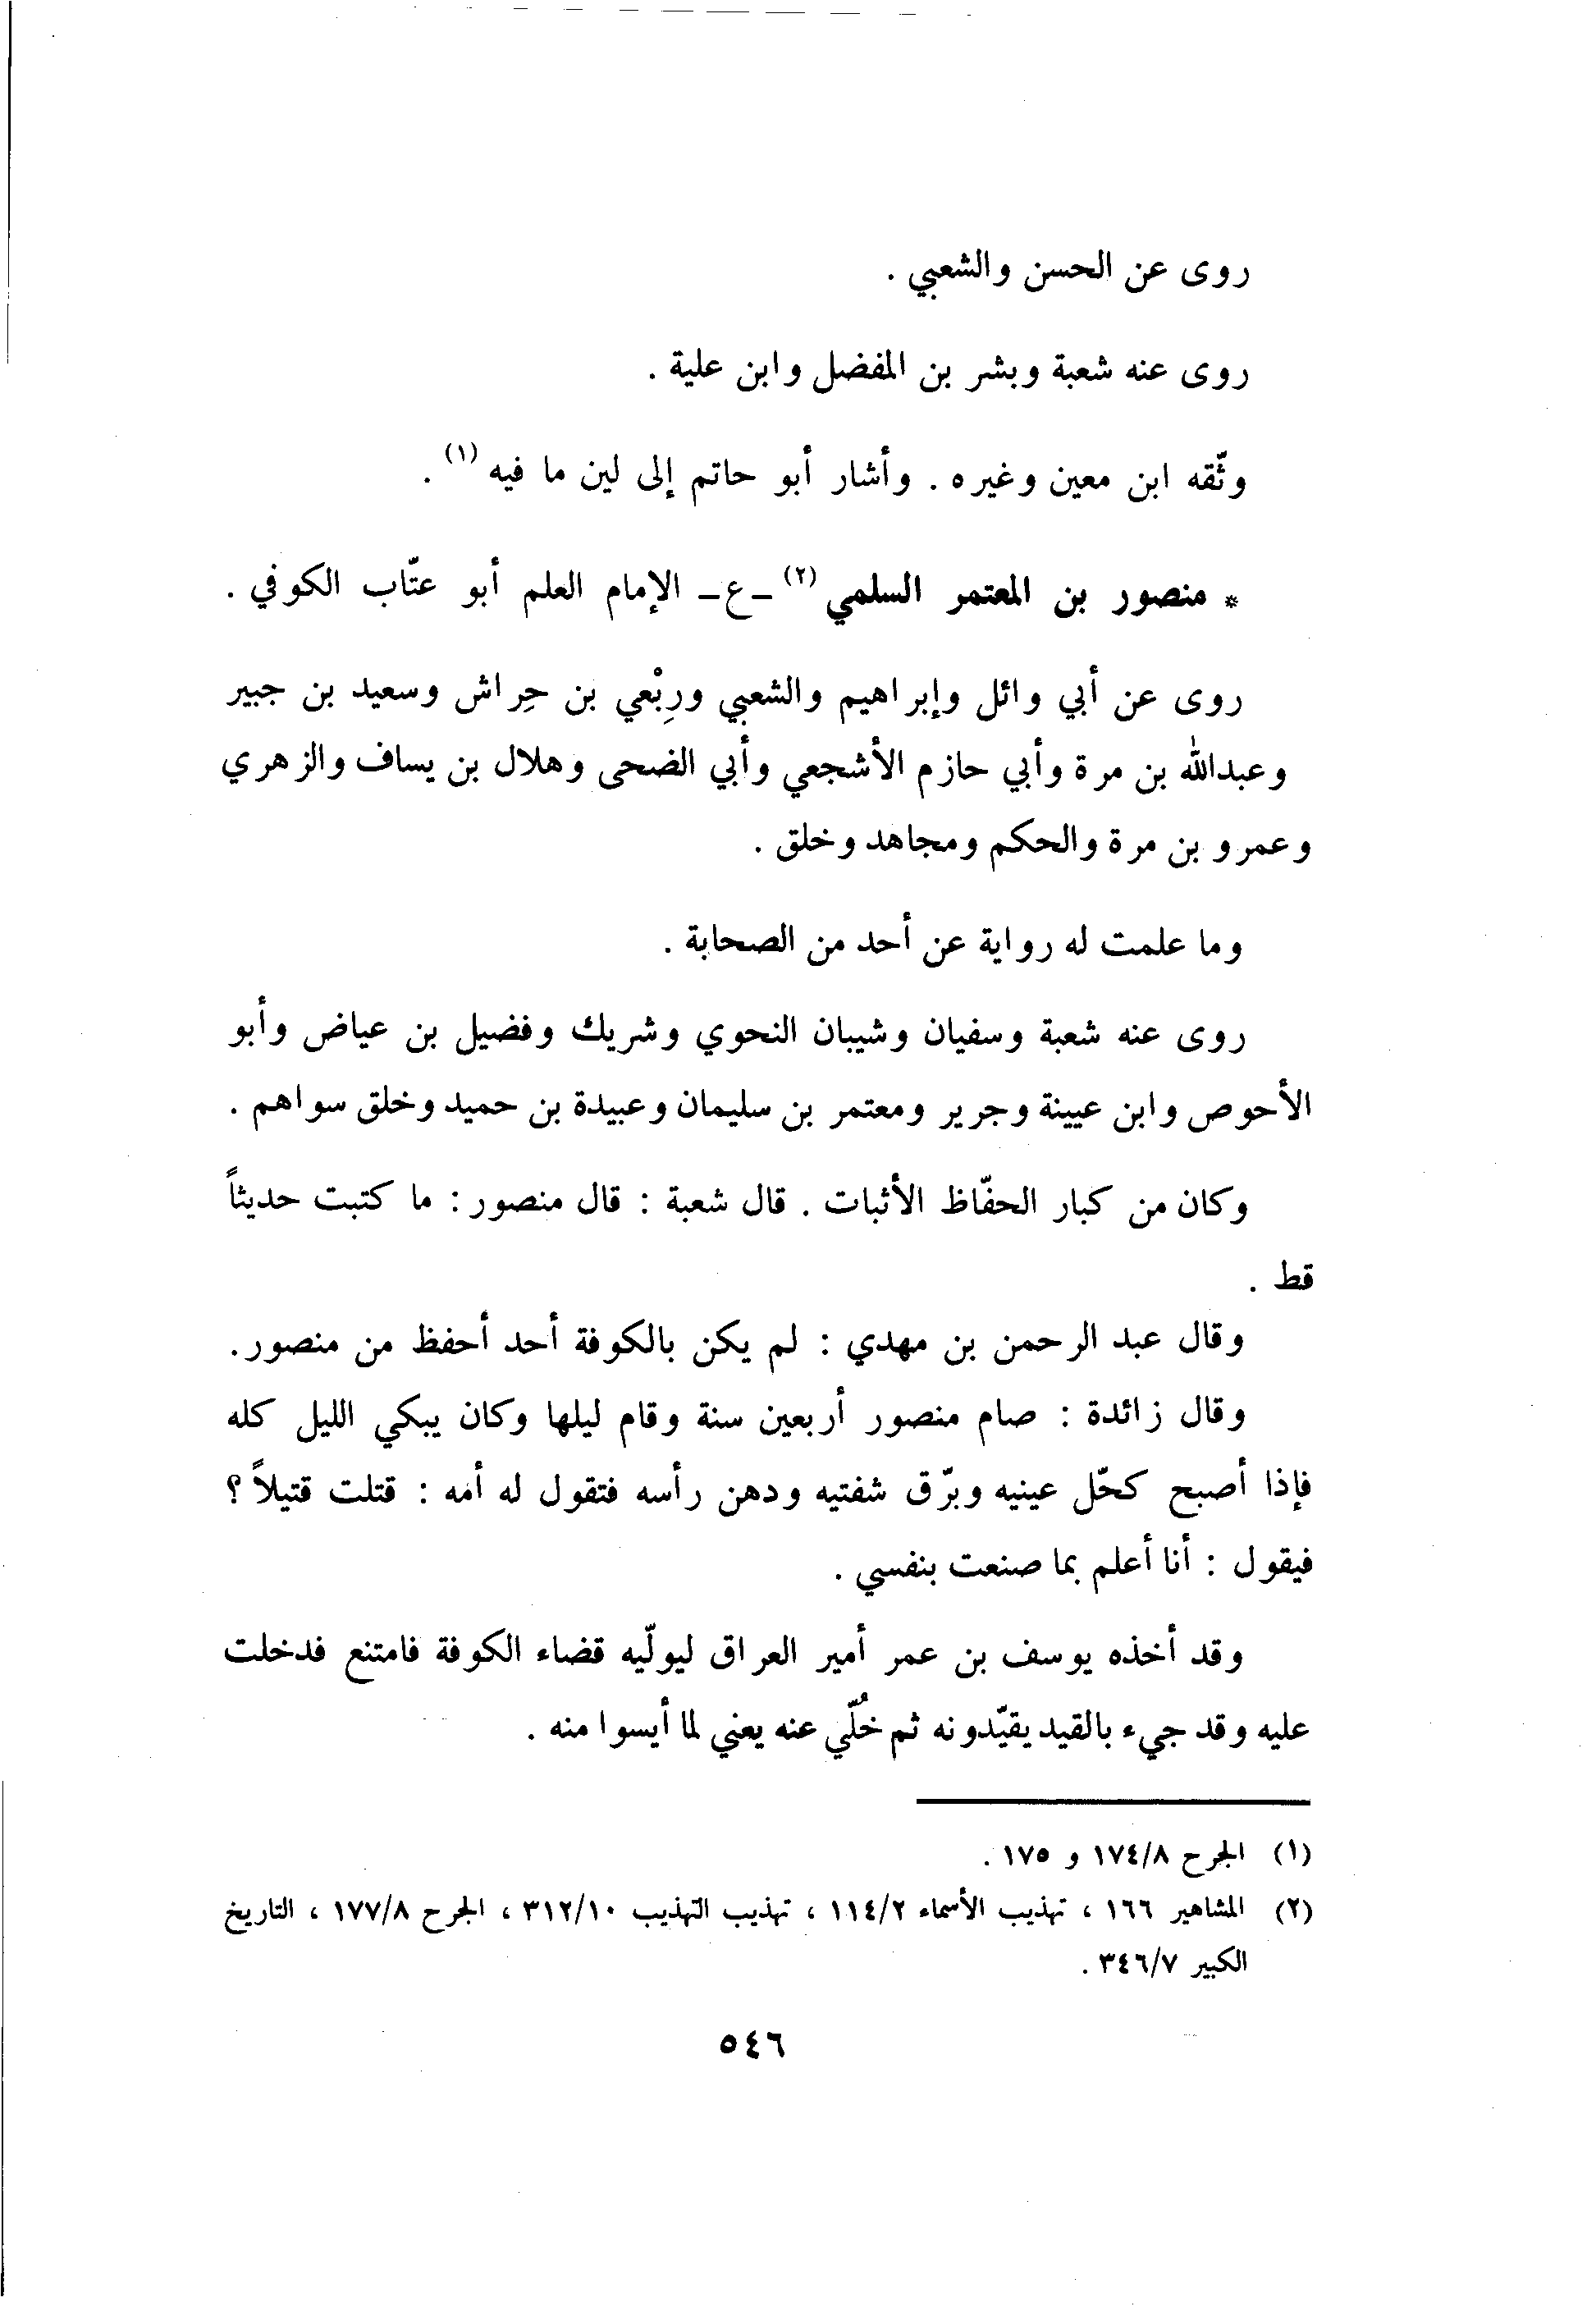 روى عن الحسن والشعبي .
روى عنه شعبة وبشر بن المفضل وابن علية .
وثّقه ابن معين وغيره . وأشار أبو حاتم إلى لين ما فيه (١) .
* منصور بن المعتمر السلمي (٢) - ع - الإمام العلم أبو عتّاب الكوفي .
روى عن أبي وائل وإبراهيم والشعبي ورِبْعي بن حِراش وسعيد بن جبير
وعبدالله بن مرة وأبي حازم الأشجعي وأبي الضحى وهلال بن يساف والزهري
وعمرو بن مرة والحكم ومجاهد وخلق .
وما علمت له رواية عن أحد من الصحابة .
روى عنه شعبة وسفيان وشيبان النحوي وشريك وفضيل بن عياض وأبو
الأحوص وابن عيينة وجرير ومعتمر بن سليمان وعبيدة بن حميد وخلق سواهم .
وكان من كبار الحفّاظ الأثبات . قال شعبة : قال منصور : ما كتبت حديثاً
قط .
وقال عبد الرحمن بن مهدي : لم يكن بالكوفة أحد أحفظ من منصور .
وقال زائدة : صام منصور أربعين سنة وقام ليلها وكان يبكي الليل كله
فإذا أصبح كحّل عينيه وبرّق شفتيه ودهن رأسه فتقول له أمه : قتلت قتيلاً ؟
فيقول : أنا أعلم بما صنعت بنفسي .
وقد أخذه يوسف بن عمر أمير العراق ليولّيه قضاء الكوفة فامتنع فدخلت
عليه وقد جيء بالقيد يقيّدونه ثم خُلّي عنه يعني لما أيسوا منه .
(١) الجرح ١٧٤/٨ و ١٧٥ .
(٢) المشاهير ١٦٦ ، تهذيب الأسماء ١١٤/٢ ، تهذيب التهذيب ٣١٢/١٠ ، الجرح ١٧٧/٨ ، التاريخ
الكبير ٣٤٦/٧ .
٥٤٦